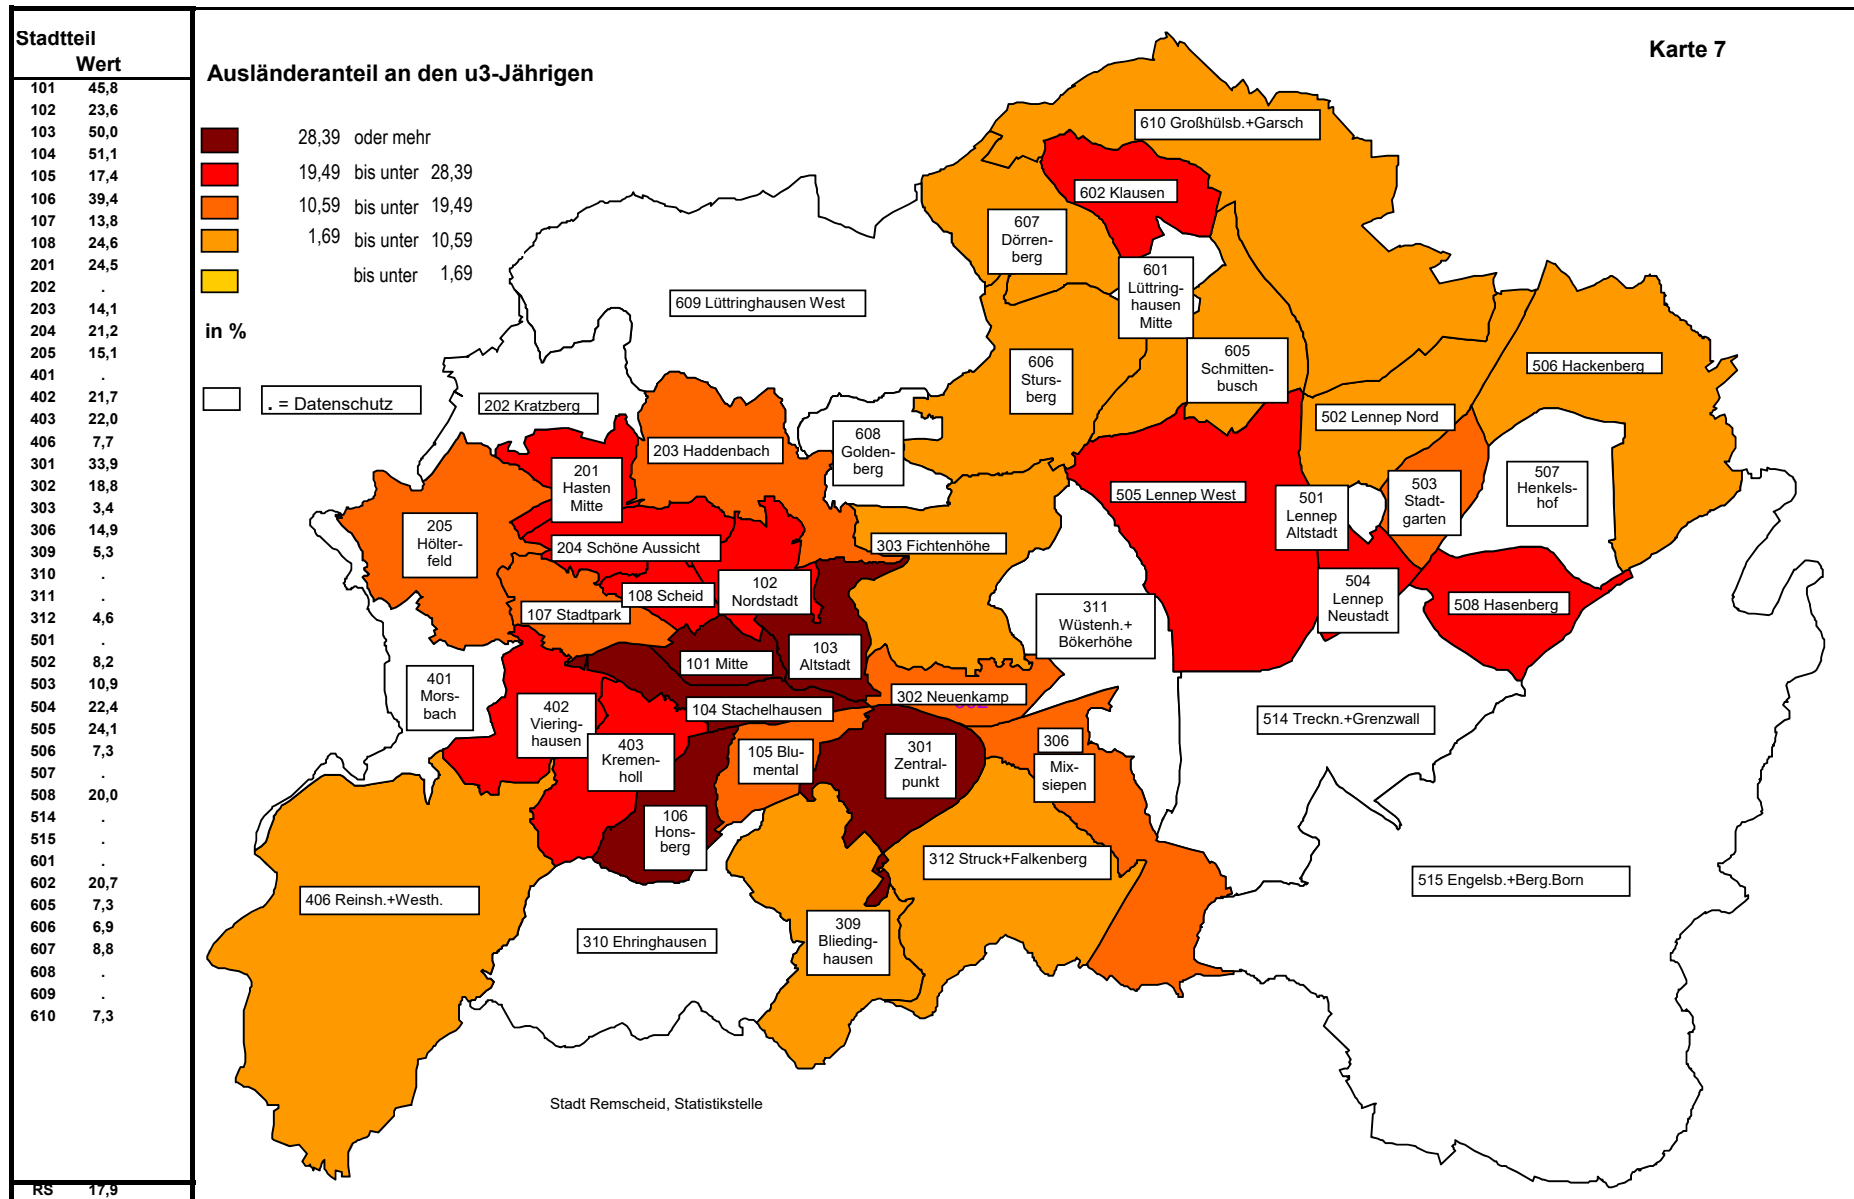 Stadtteil
Wert
101 45,8
102 23,6
103 50,0
104 51,1
105 17,4
106 39,4
107 13,8
108 24,6
201 24,5
202 .
203 14,1
204 21,2
205 15,1
401 .
402 21,7
403 22,0
406 7,7
301 33,9
302 18,8
303 3,4
306 14,9
309 5,3
310 .
311 .
312 4,6
501 .
502 8,2
503 10,9
504 22,4
505 24,1
506 7,3
507 .
508 20,0
514 .
515 .
601 .
602 20,7
605 7,3
606 6,9
607 8,8
608 .
609 .
610 7,3
RS 17,9
Karte 7
Ausländeranteil an den u3-Jährigen
28,39 oder mehr
19,49 bis unter 28,39
10,59 bis unter 19,49
1,69 bis unter 10,59
bis unter 1,69
in %
. = Datenschutz
610 Großhülsb.+Garsch
602 Klausen
607
Dörren-
berg
601
Lüttring-
hausen
Mitte
609 Lüttringhausen West
606
Sturs-
berg
605
Schmitten-
busch
506 Hackenberg
202 Kratzberg
502 Lennep Nord
203 Haddenbach
608
Golden-
berg
201
Hasten
Mitte
505 Lennep West
501
Lennep
Altstadt
503
Stadt-
garten
507
Henkels-
hof
205
Hölter-
feld
204 Schöne Aussicht
303 Fichtenhöhe
108 Scheid
102
Nordstadt
107 Stadtpark
311
Wüstenh.+
Bökerhöhe
504
Lennep
Neustadt
508 Hasenberg
101 Mitte
103
Altstadt
401
Mors-
bach
302 Neuenkamp
302
402
Viering-
hausen
104 Stachelhausen
514 Treckn.+Grenzwall
403
Kremen-
holl
105 Blu-
mental
301
Zentral-
punkt
306
Mix-
siepen
106
Hons-
berg
312 Struck+Falkenberg
515 Engelsb.+Berg.Born
406 Reinsh.+Westh.
310 Ehringhausen
309
Blieding-
hausen
Stadt Remscheid, Statistikstelle